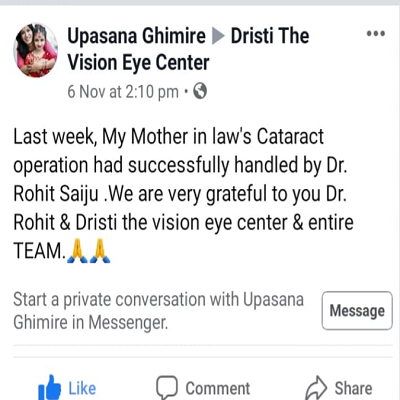 Upasana Ghimire ▶ Dristi The
Vision Eye Center
6 Nov at 2:10 pm •
Last week, My Mother in law's Cataract
operation had successfully handled by Dr.
Rohit Saiju .We are very grateful to you Dr.
Rohit & Dristi the vision eye center & entire
TEAM.🙏🙏
Start a private conversation with Upasana
Ghimire in Messenger.
Message
Like Comment Share